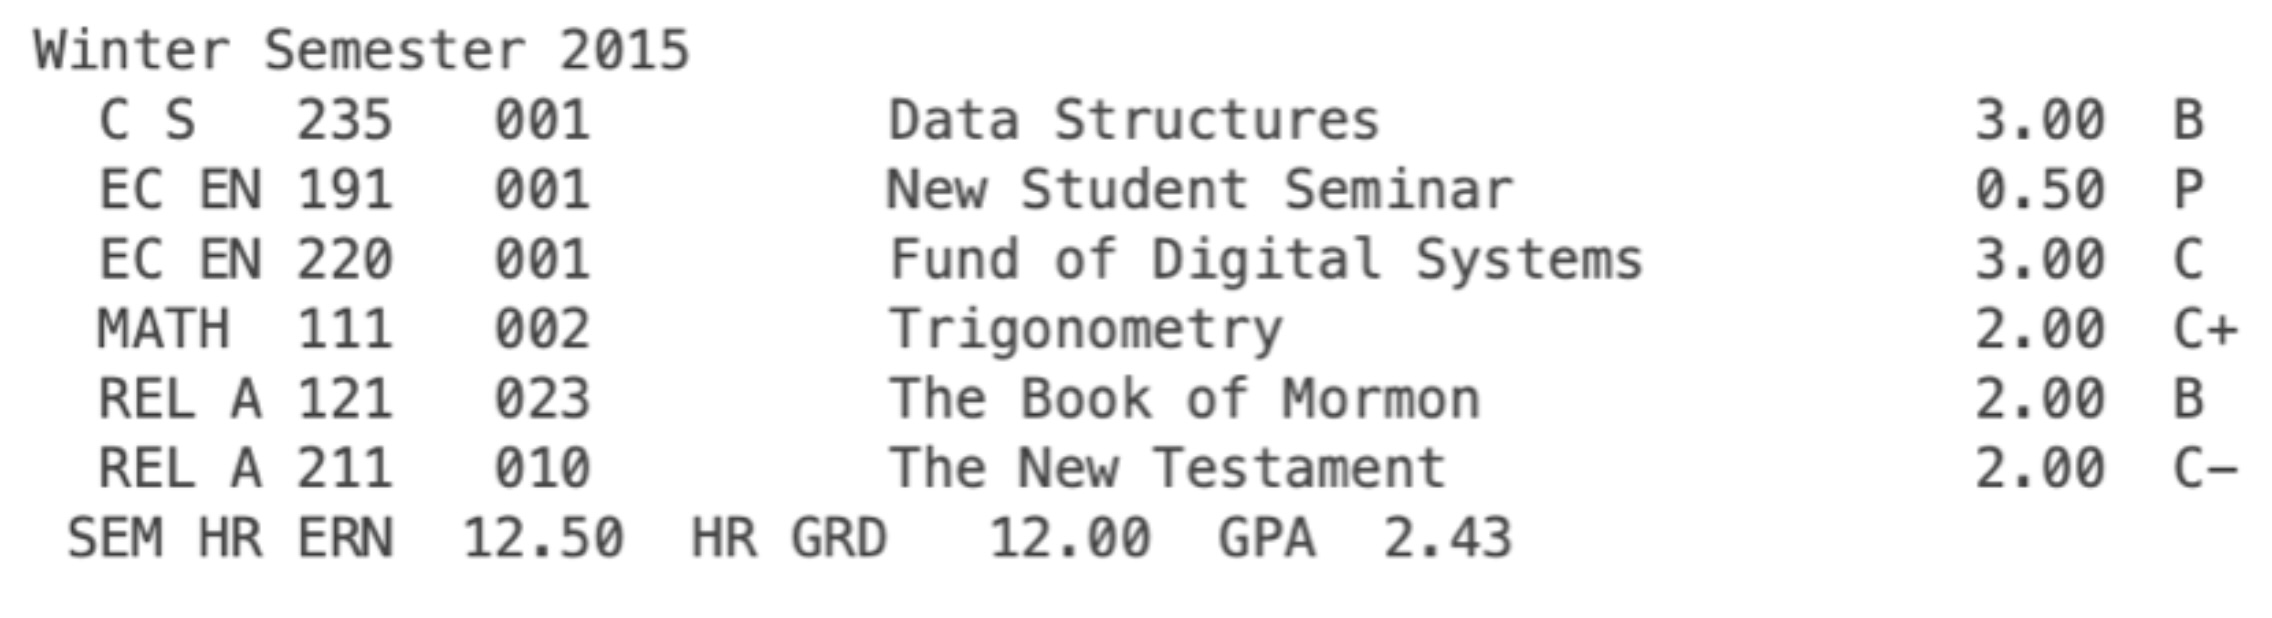 Winter Semester 2015
C S 235 001 Data Structures 3.00 B
EC EN 191 001 New Student Seminar 0.50 P
EC EN 220 001 Fund of Digital Systems 3.00 C
MATH 111 002 Trigonometry 2.00 C+
REL A 121 023 The Book of Mormon 2.00 B
REL A 211 010 The New Testament 2.00 C-
SEM HR ERN 12.50 HR GRD 12.00 GPA 2.43